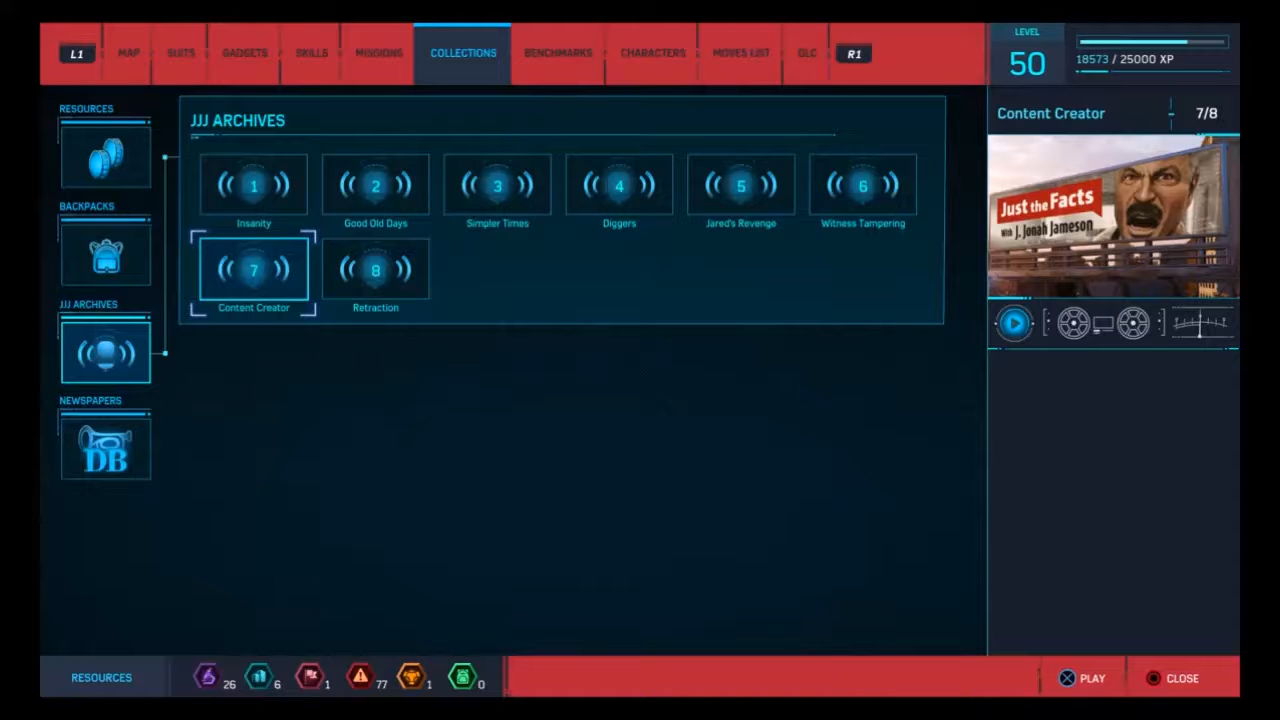 L1
MAP
SUITS
GADGETS
SKILLS
MISSIONS
COLLECTIONS
BENCHMARKS
CHARACTERS
MOVES LIST
DLC
R1
LEVEL
50
18573 / 25000 XP
RESOURCES
BACKPACKS
JJJ ARCHIVES
NEWSPAPERS
DB
JJJ ARCHIVES
1
2
3
4
5
6
Insanity
Good Old Days
Simpler Times
Diggers
Jared's Revenge
Witness Tampering
7
8
Content Creator
Retraction
Content Creator
7/8
Just the Facts
With J. Jonah Jameson
RESOURCES
26
6
1
77
1
0
PLAY
CLOSE